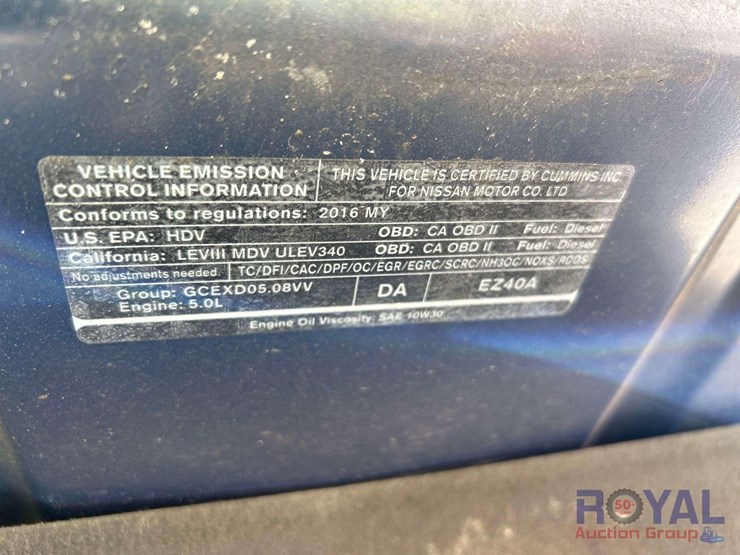 VEHICLE EMISSION
CONTROL INFORMATION
THIS VEHICLE IS CERTIFIED BY CUMMINS INC
FOR NISSAN MOTOR CO. LTD
Conforms to regulations: 2016 MY
U.S. EPA: HDV OBD: CA OBD II Fuel: Diesel
California: LEVIII MDV ULEV340 OBD: CA OBD II Fuel: Diesel
No adjustments needed. TC/DFI/CAC/DPF/OC/EGR/EGRC/SCRC/NH3OC/NOXS/RDQS
Group: GCEXD05.08VV
Engine: 5.0L
DA
EZ40A
Engine Oil Viscosity: SAE 10W30
ROYAL
50+
Auction Group